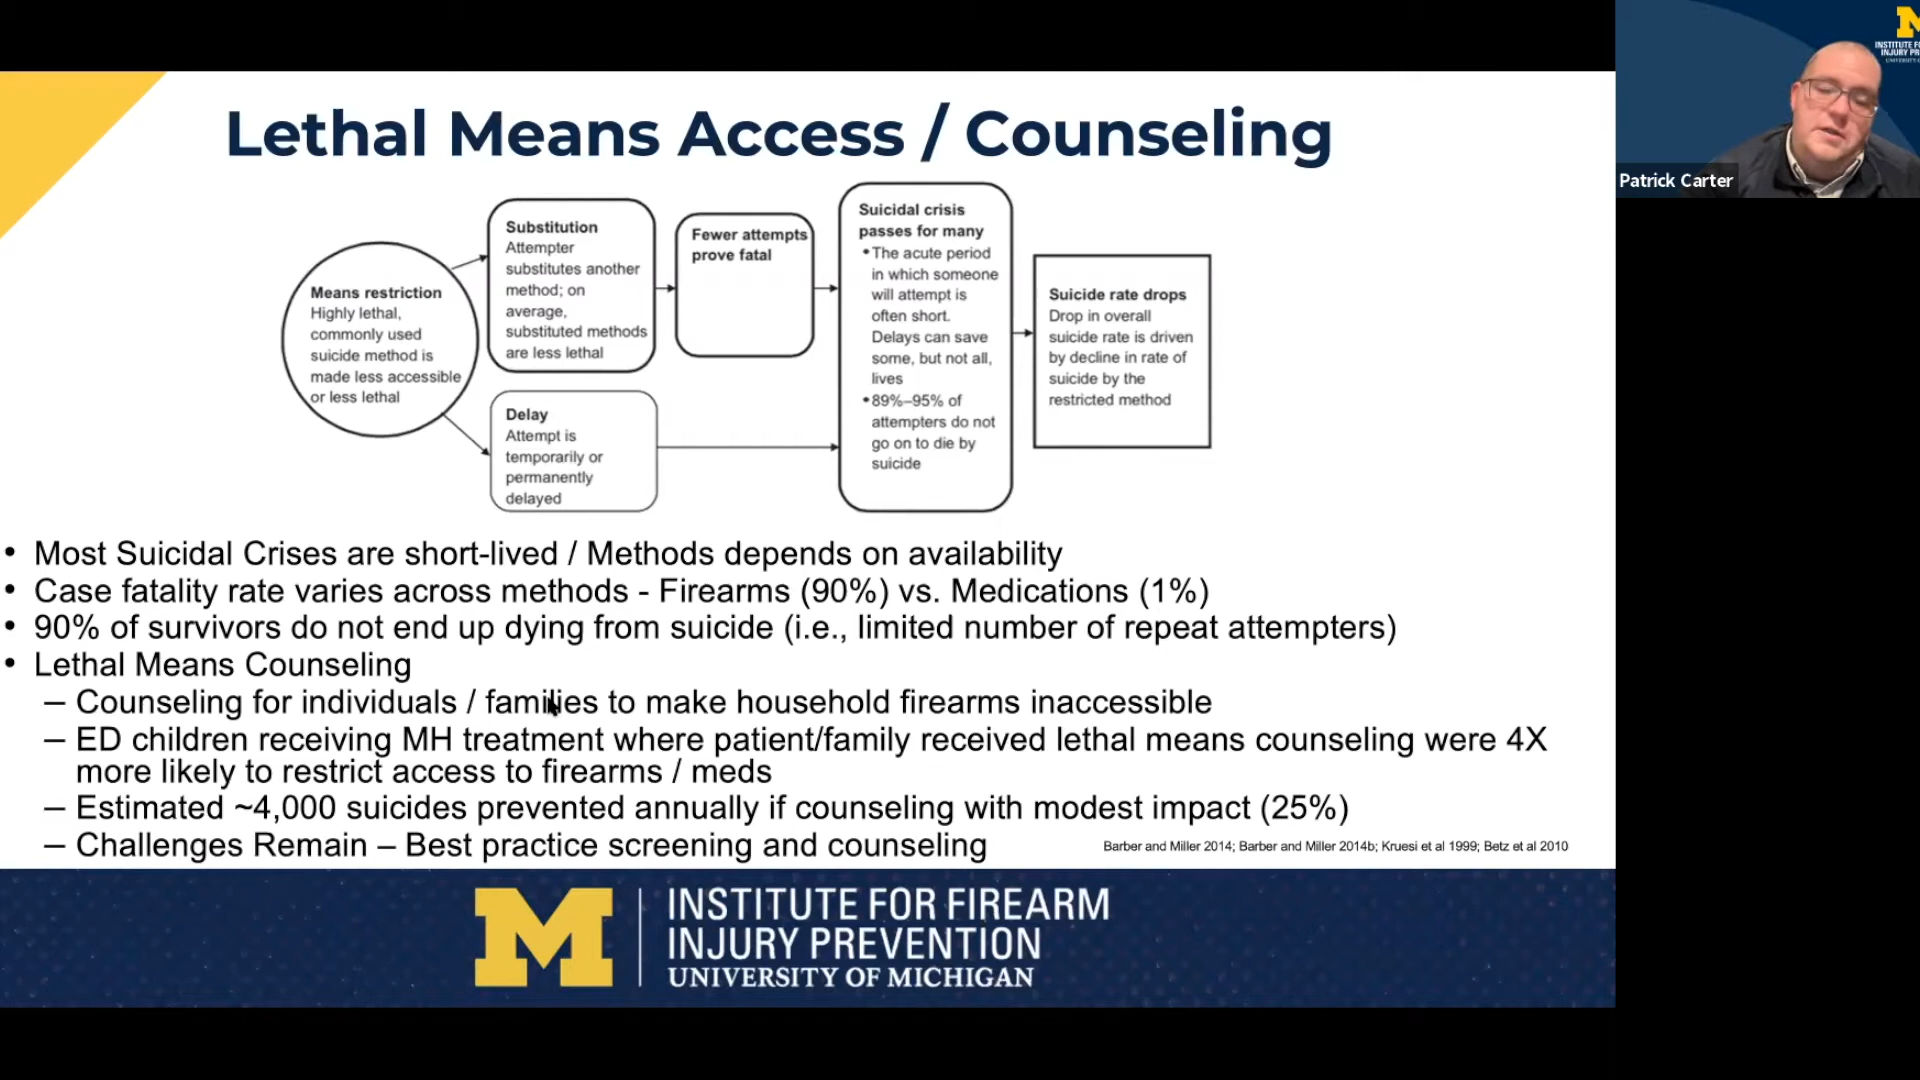 Lethal Means Access / Counseling
Means restriction
Highly lethal,
commonly used
suicide method is
made less accessible
or less lethal
Substitution
Attempter
substitutes another
method; on
average,
substituted methods
are less lethal
Delay
Attempt is
temporarily or
permanently
delayed
Fewer attempts
prove fatal
Suicidal crisis
passes for many
• The acute period
in which someone
will attempt is
often short.
Delays can save
some, but not all,
lives
• 89%–95% of
attempters do not
go on to die by
suicide
Suicide rate drops
Drop in overall
suicide rate is driven
by decline in rate of
suicide by the
restricted method
• Most Suicidal Crises are short-lived / Methods depends on availability
• Case fatality rate varies across methods - Firearms (90%) vs. Medications (1%)
• 90% of survivors do not end up dying from suicide (i.e., limited number of repeat attempters)
• Lethal Means Counseling
– Counseling for individuals / families to make household firearms inaccessible
– ED children receiving MH treatment where patient/family received lethal means counseling were 4X
more likely to restrict access to firearms / meds
– Estimated ~4,000 suicides prevented annually if counseling with modest impact (25%)
– Challenges Remain – Best practice screening and counseling
Barber and Miller 2014; Barber and Miller 2014b; Kruesi et al 1999; Betz et al 2010
M
INSTITUTE FOR FIREARM
INJURY PREVENTION
UNIVERSITY OF MICHIGAN
M
INSTITUTE
INJURY
Patrick Carter